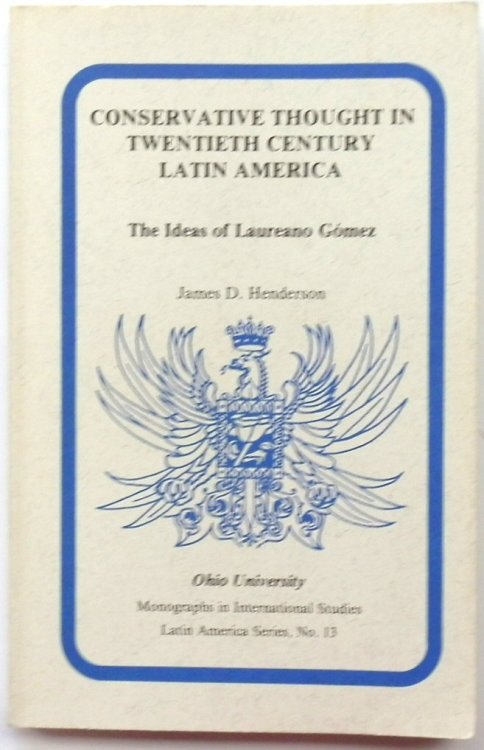 CONSERVATIVE THOUGHT IN
TWENTIETH CENTURY
LATIN AMERICA
The Ideas of Laureano Gómez
James D. Henderson
Ohio University
Monographs in International Studies
Latin America Series, No. 13